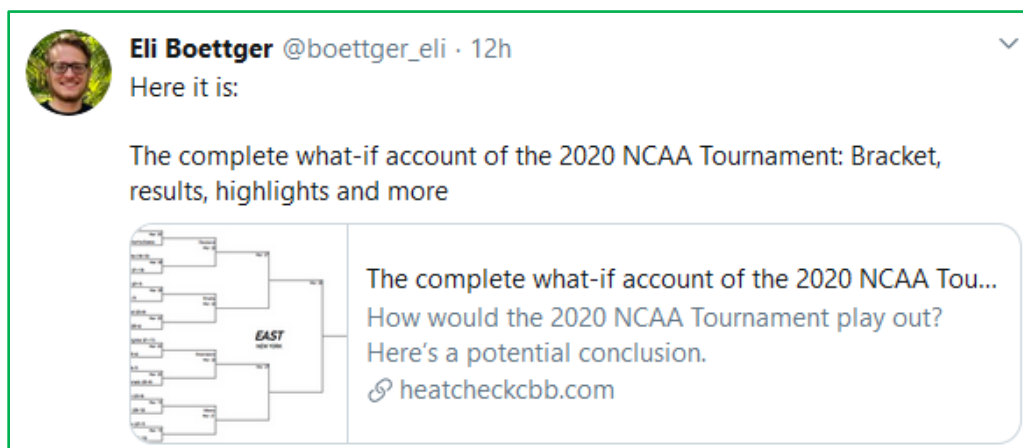 Eli Boettger @boettger_eli · 12h
Here it is:
The complete what-if account of the 2020 NCAA Tournament: Bracket,
results, highlights and more
The complete what-if account of the 2020 NCAA Tou...
How would the 2020 NCAA Tournament play out?
Here's a potential conclusion.
heatcheckcbb.com
EAST
NEW YORK